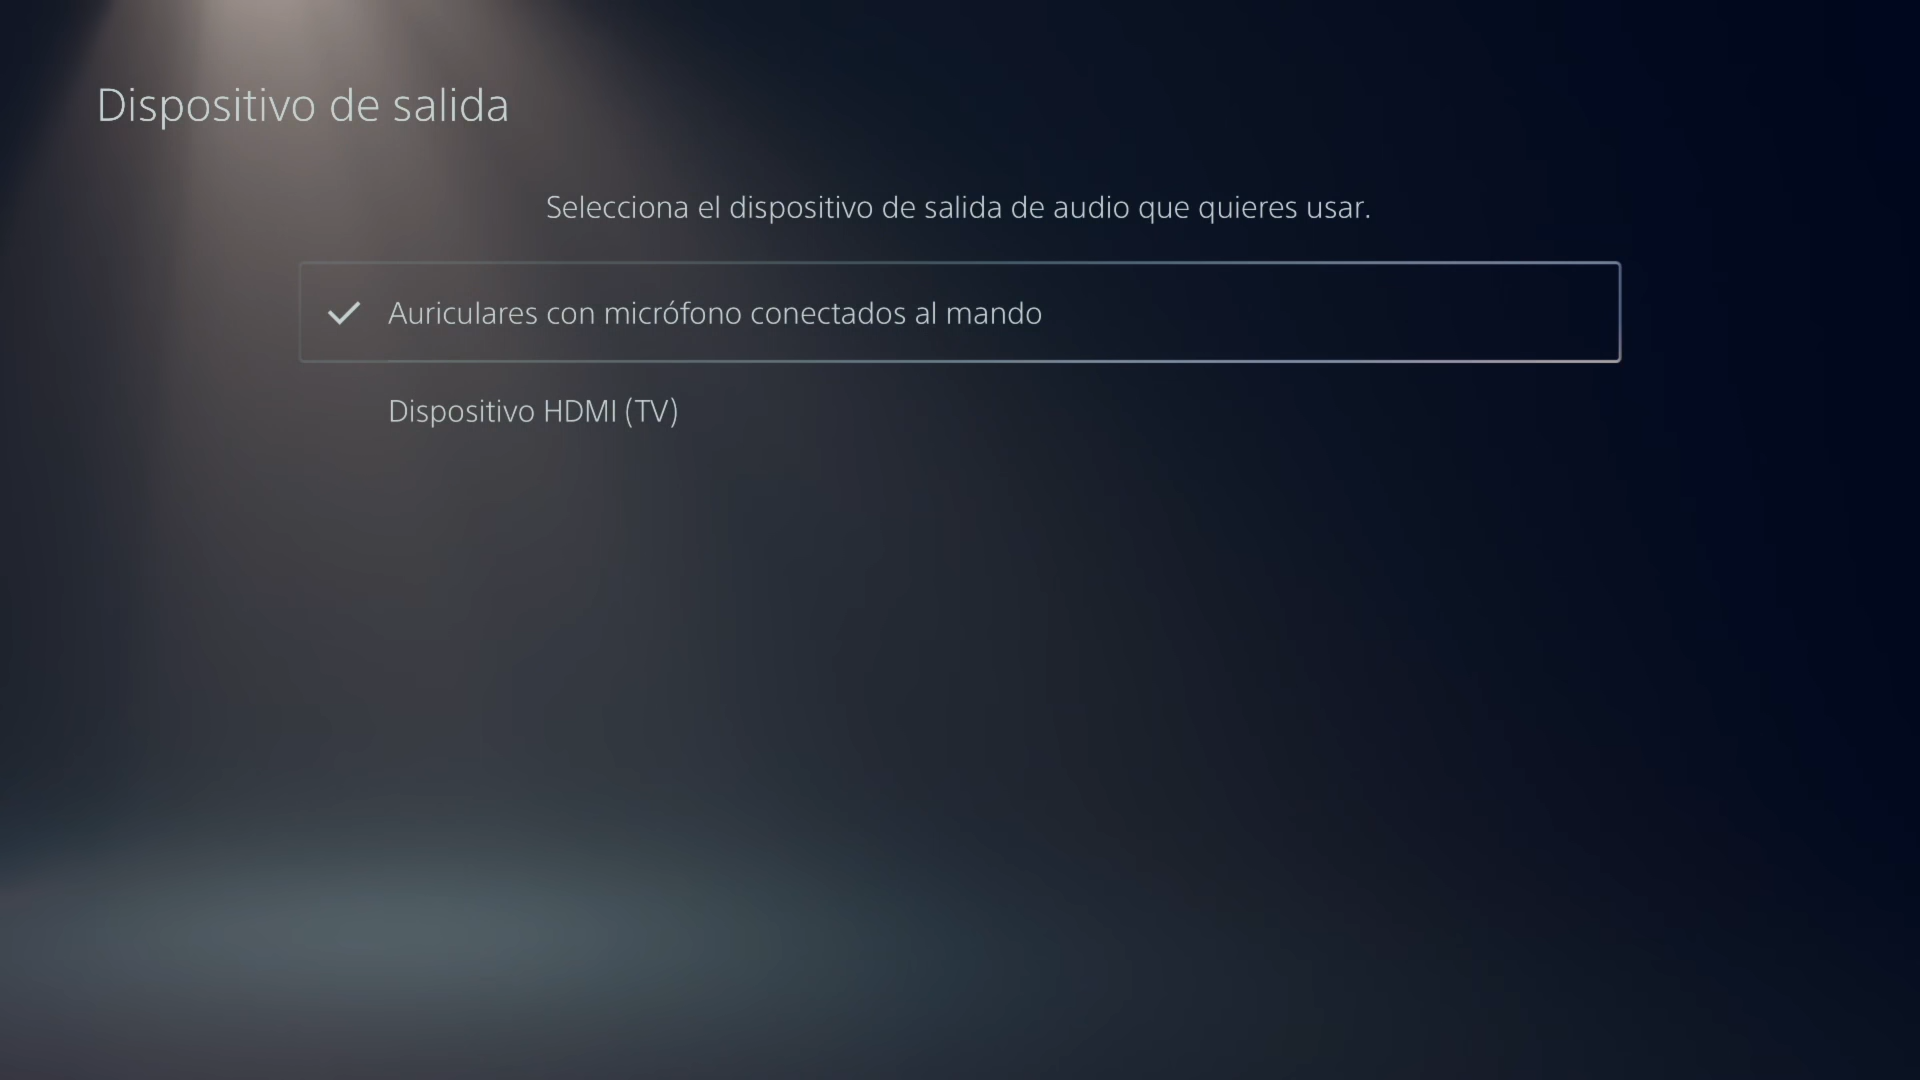 Dispositivo de salida
Selecciona el dispositivo de salida de audio que quieres usar.
Auriculares con micrófono conectados al mando
Dispositivo HDMI (TV)